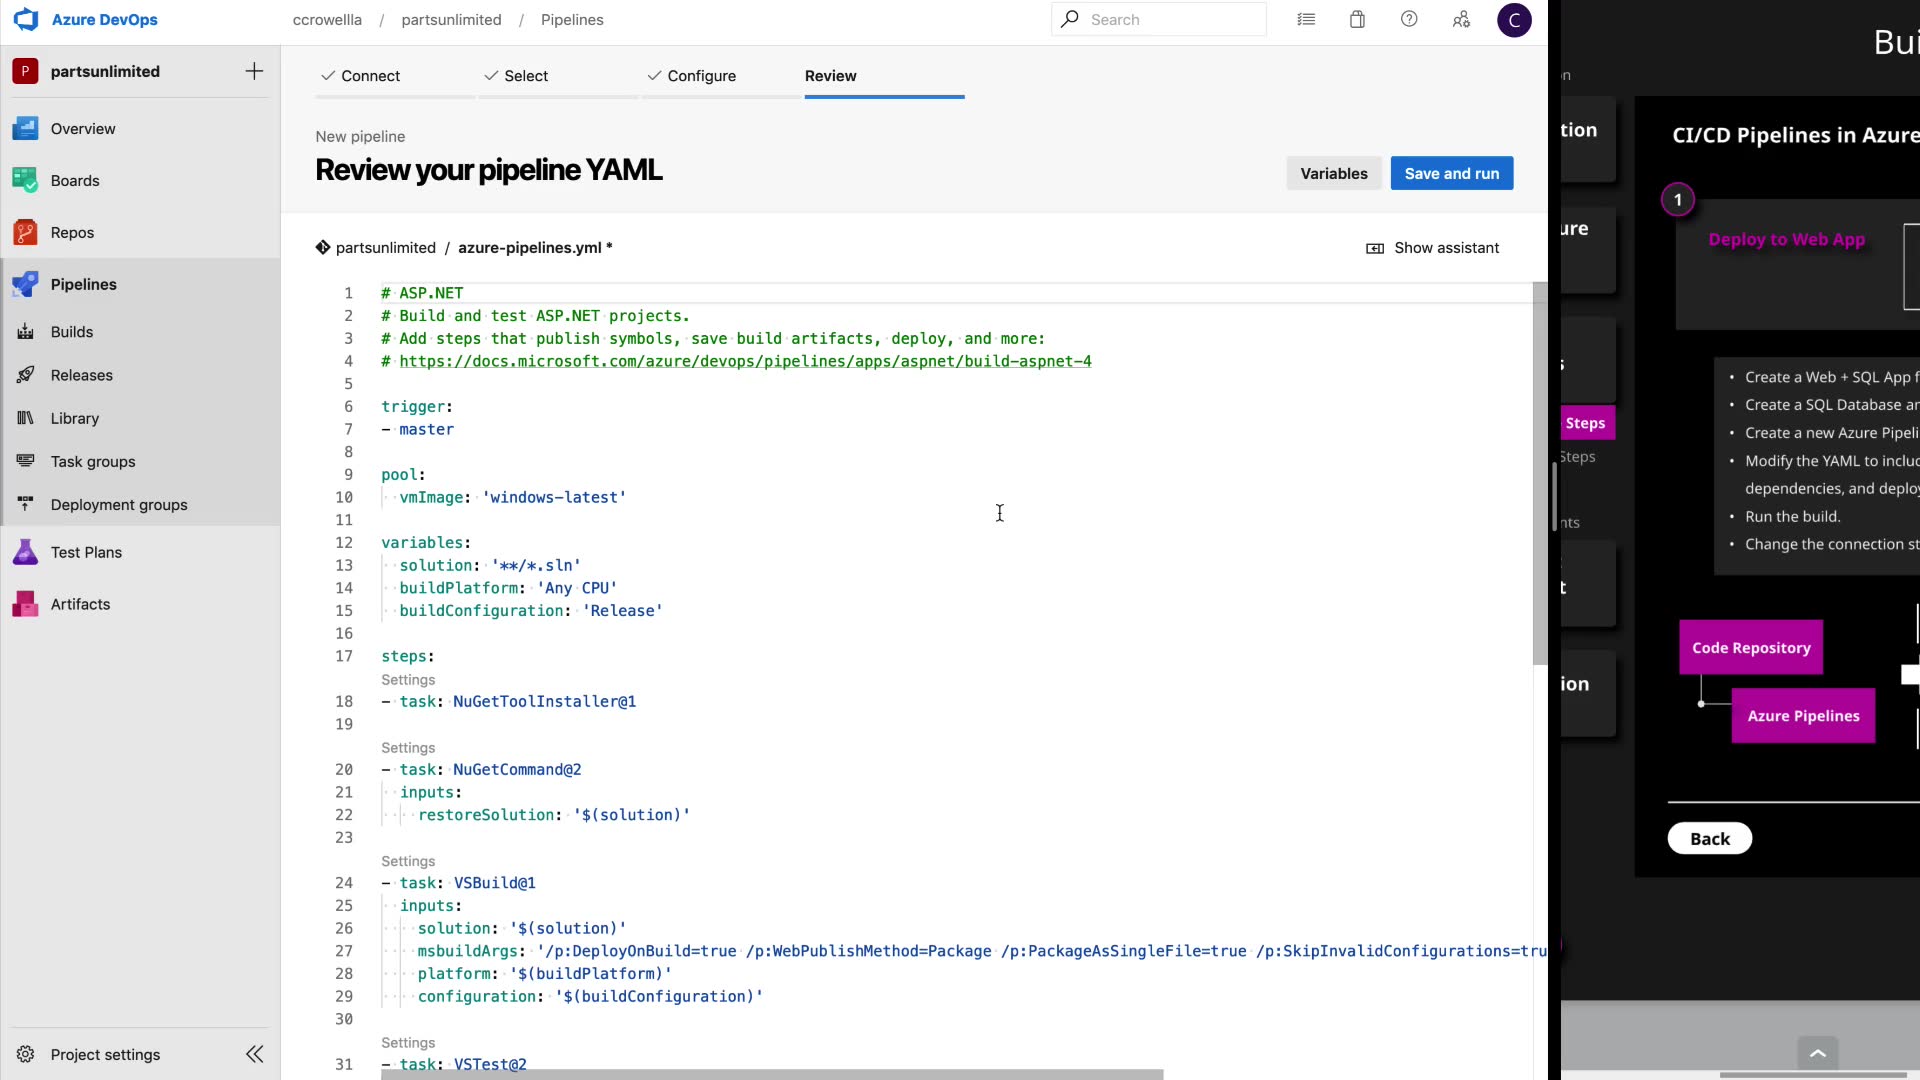 Azure DevOps
ccrowellla / partsunlimited / Pipelines
Search
C
P partsunlimited
Overview
Boards
Repos
Pipelines
Builds
Releases
Library
Task groups
Deployment groups
Test Plans
Artifacts
Project settings
Connect
Select
Configure
Review
New pipeline
Review your pipeline YAML
Variables
Save and run
partsunlimited / azure-pipelines.yml *
Show assistant
1 # ASP.NET
2 # Build and test ASP.NET projects.
3 # Add steps that publish symbols, save build artifacts, deploy, and more:
4 # https://docs.microsoft.com/azure/devops/pipelines/apps/aspnet/build-aspnet-4
5
6 trigger:
7 - master
8
9 pool:
10 vmImage: 'windows-latest'
11
12 variables:
13 solution: '**/*.sln'
14 buildPlatform: 'Any CPU'
15 buildConfiguration: 'Release'
16
17 steps:
Settings
18 - task: NuGetToolInstaller@1
19
Settings
20 - task: NuGetCommand@2
21 inputs:
22 restoreSolution: '$(solution)'
23
Settings
24 - task: VSBuild@1
25 inputs:
26 solution: '$(solution)'
27 msbuildArgs: '/p:DeployOnBuild=true /p:WebPublishMethod=Package /p:PackageAsSingleFile=true /p:SkipInvalidConfigurations=tru
28 platform: '$(buildPlatform)'
29 configuration: '$(buildConfiguration)'
30
Settings
31 - task: VSTest@2
Bui
n
tion
ure
s
Steps
Steps
nts
t
ion
CI/CD Pipelines in Azure
1
Deploy to Web App
• Create a Web + SQL App f
• Create a SQL Database an
• Create a new Azure Pipeli
• Modify the YAML to includ
dependencies, and deploy
• Run the build.
• Change the connection st
Code Repository
Azure Pipelines
Back